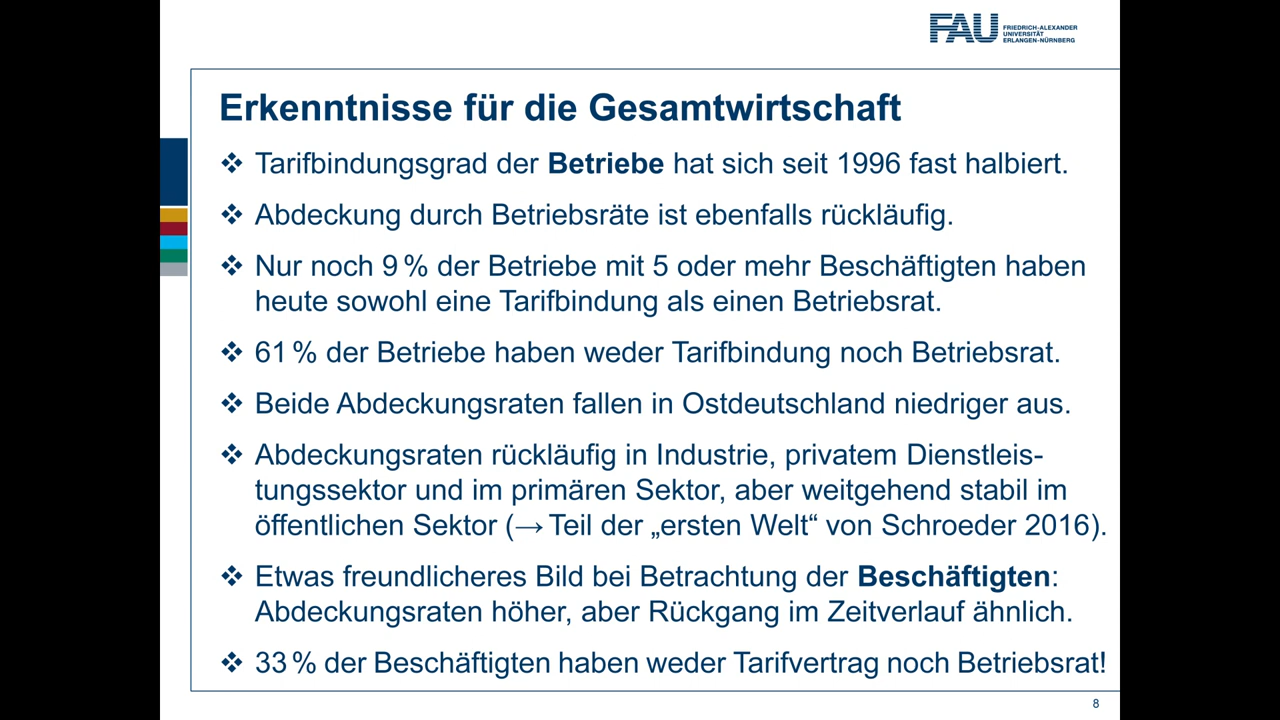 FAU FRIEDRICH-ALEXANDER
UNIVERSITÄT
ERLANGEN-NÜRNBERG
Erkenntnisse für die Gesamtwirtschaft
❖ Tarifbindungsgrad der Betriebe hat sich seit 1996 fast halbiert.
❖ Abdeckung durch Betriebsräte ist ebenfalls rückläufig.
❖ Nur noch 9 % der Betriebe mit 5 oder mehr Beschäftigten haben
heute sowohl eine Tarifbindung als einen Betriebsrat.
❖ 61 % der Betriebe haben weder Tarifbindung noch Betriebsrat.
❖ Beide Abdeckungsraten fallen in Ostdeutschland niedriger aus.
❖ Abdeckungsraten rückläufig in Industrie, privatem Dienstleis-
tungssektor und im primären Sektor, aber weitgehend stabil im
öffentlichen Sektor (→ Teil der „ersten Welt“ von Schroeder 2016).
❖ Etwas freundlicheres Bild bei Betrachtung der Beschäftigten:
Abdeckungsraten höher, aber Rückgang im Zeitverlauf ähnlich.
❖ 33 % der Beschäftigten haben weder Tarifvertrag noch Betriebsrat!
8